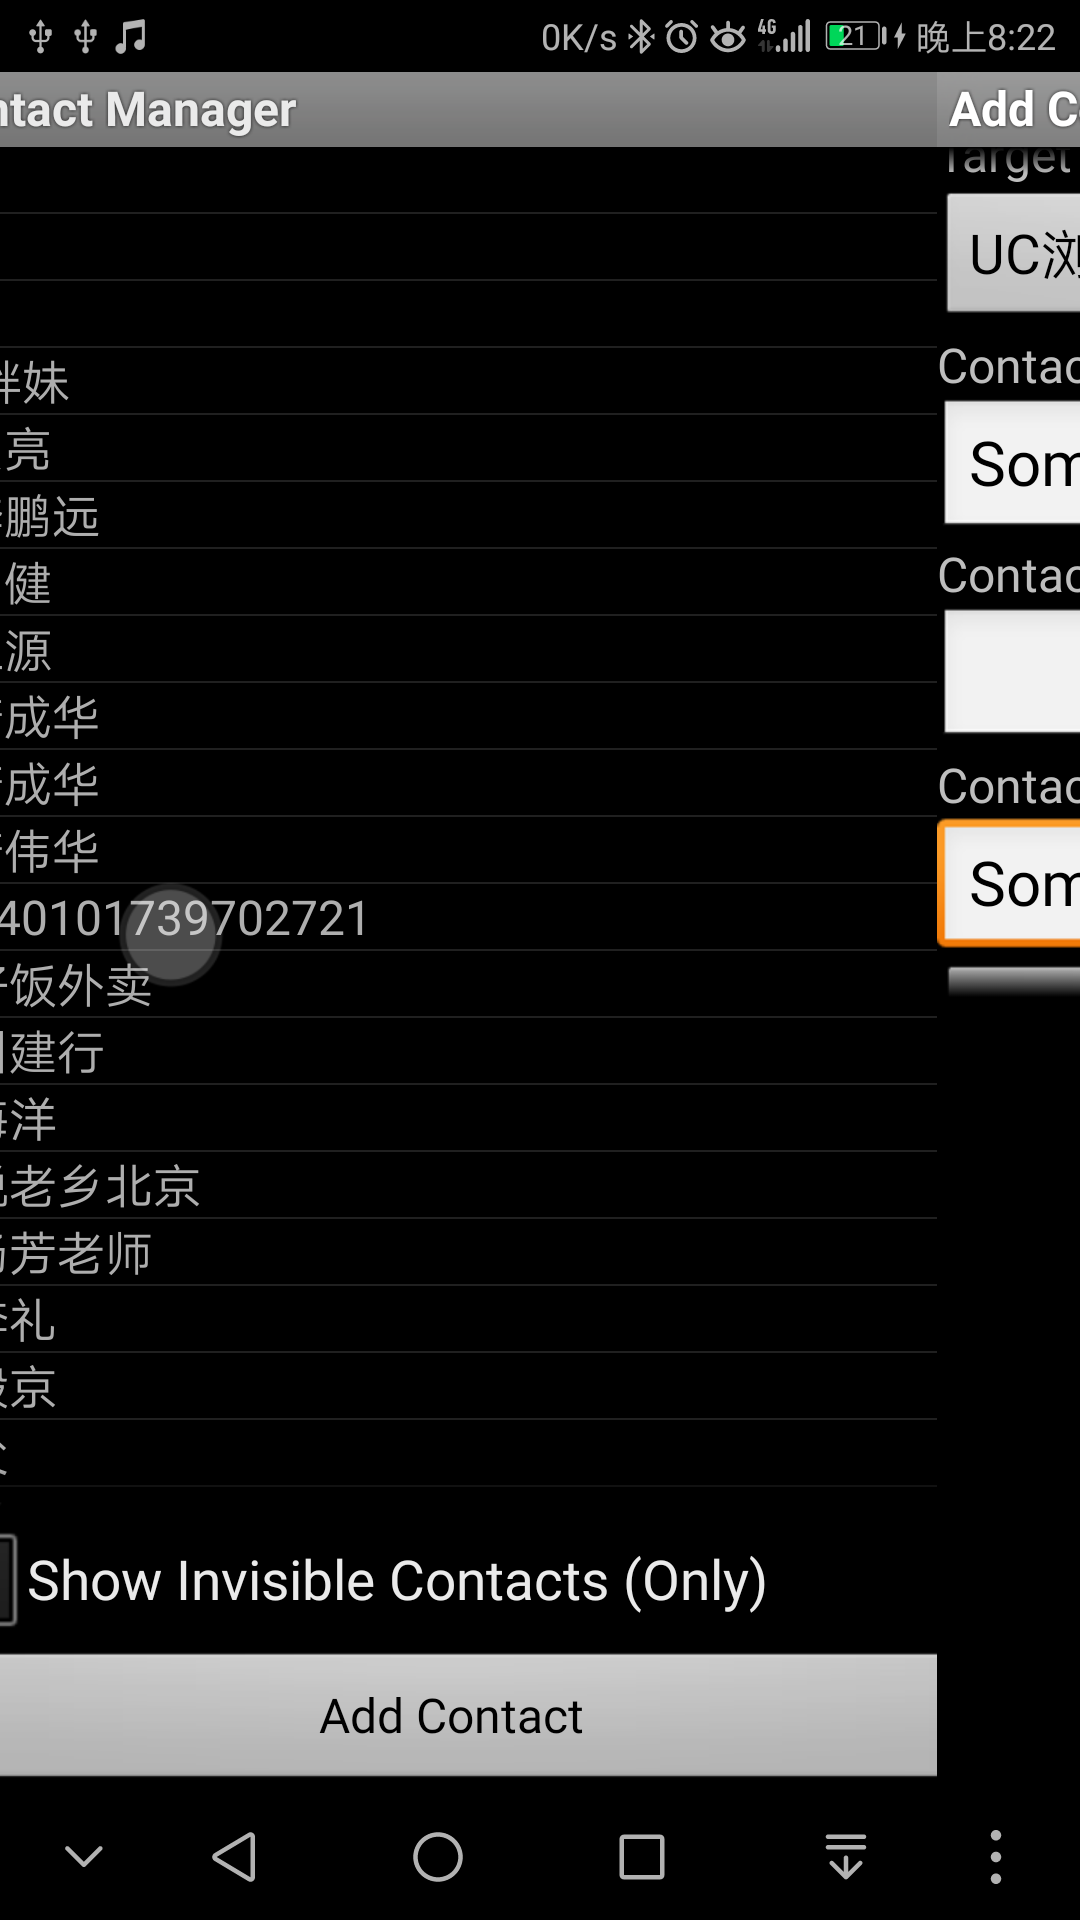 0K/s 4G 21 晚上8:22
ntact Manager
Add C
Target
UC浏
Contac
Som
Contac
Contac
Som
胖妹
亮
鹏远
健
源
成华
成华
伟华
40101739702721
饭外卖
建行
海洋
老乡北京
芳老师
李礼
京
Show Invisible Contacts (Only)
Add Contact